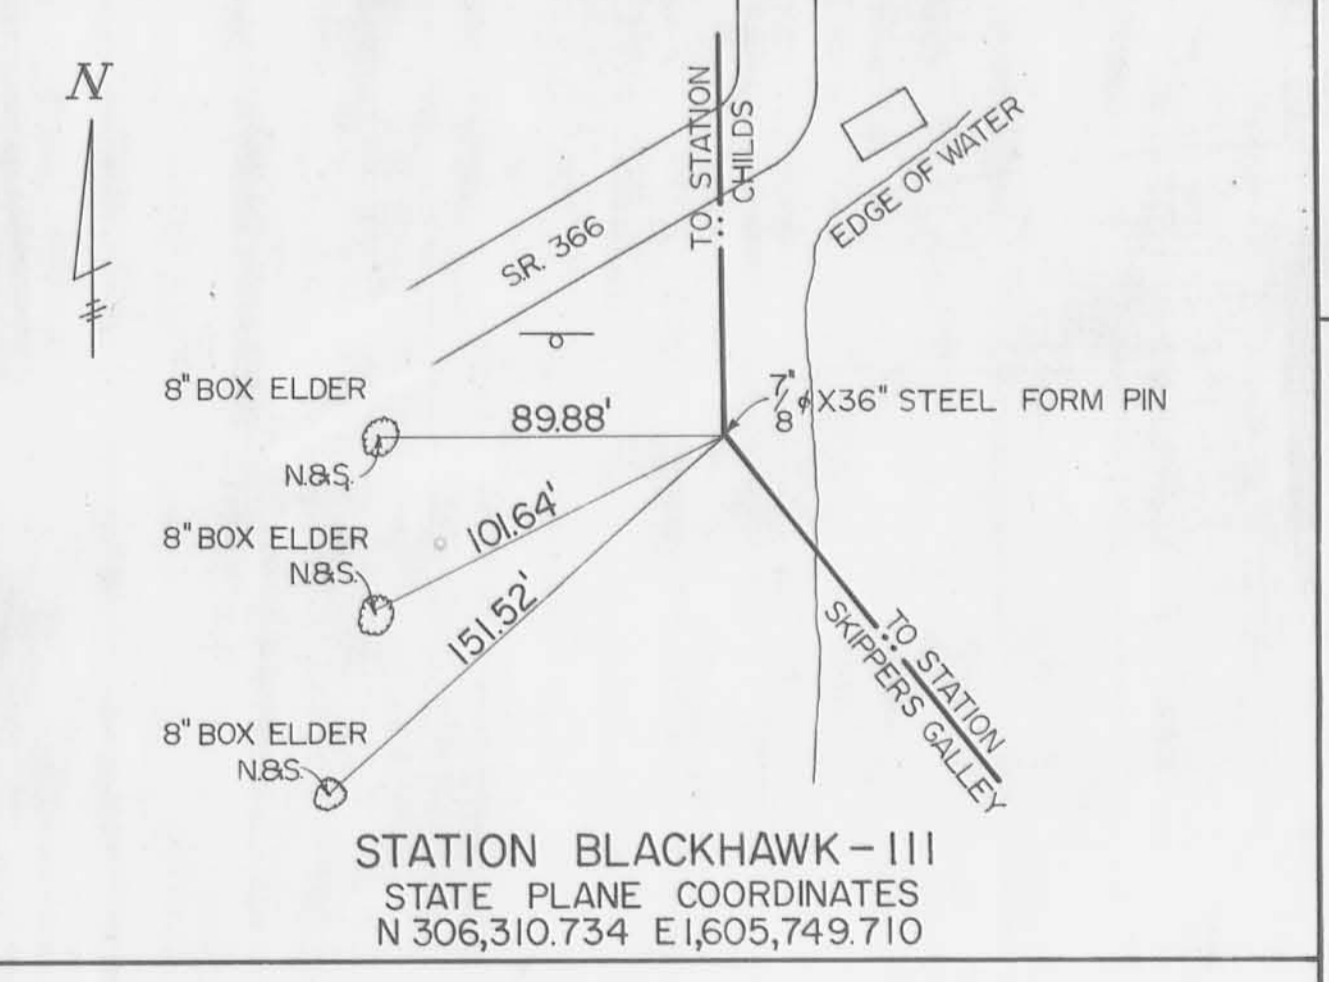 N
TO STATION
CHILDS
EDGE OF WATER
S.R. 366
8" BOX ELDER
89.88'
7/8" ϕ X36" STEEL FORM PIN
N.&S.
8" BOX ELDER
101.64'
N.&S.
151.52'
TO STATION
SKIPPERS GALLEY
8" BOX ELDER
N.&S.
STATION BLACKHAWK-III
STATE PLANE COORDINATES
N 306,310.734 E 1,605,749.710